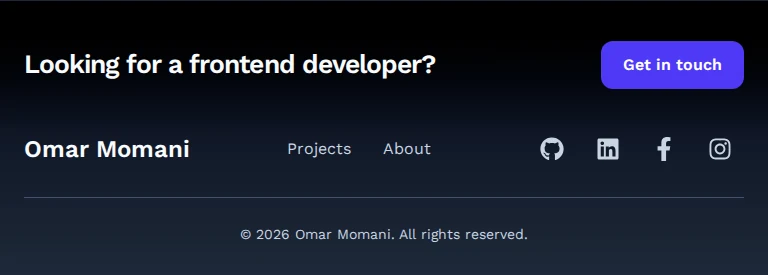 Looking for a frontend developer?
Get in touch
Omar Momani
Projects
About
© 2026 Omar Momani. All rights reserved.